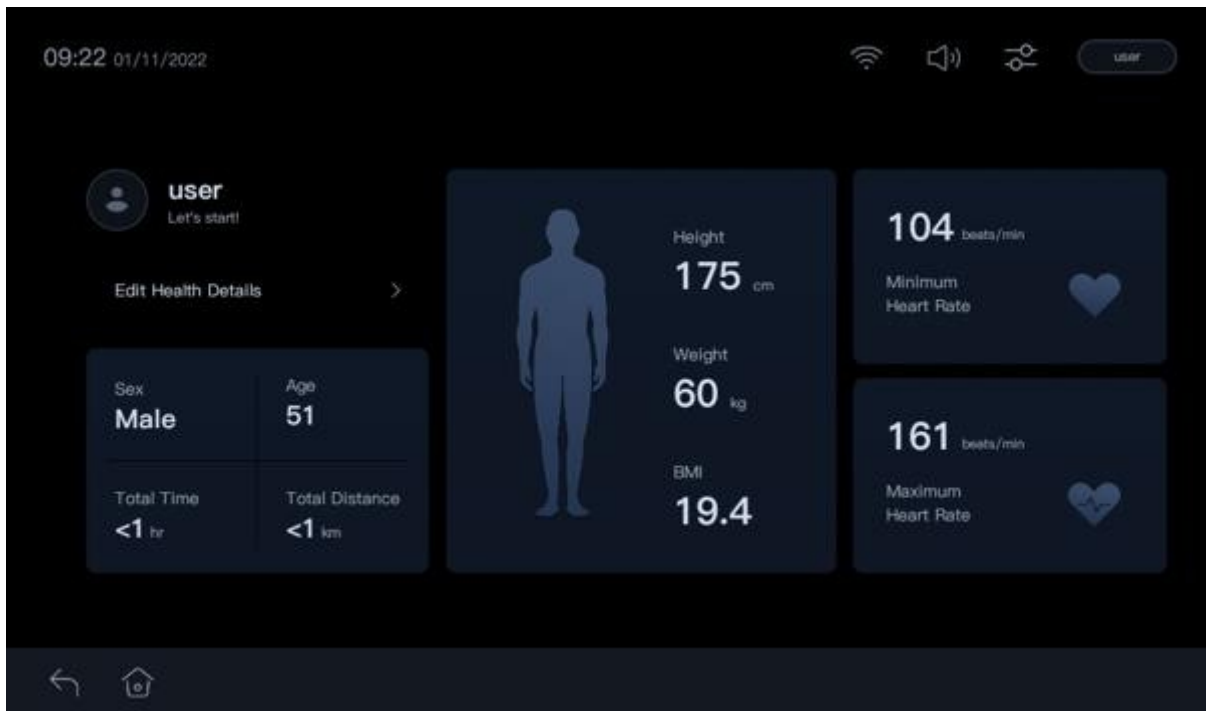 09:22 01/11/2022
user
user
Let's start!
Edit Health Details
Sex
Male
Age
51
Total Time
<1 hr
Total Distance
<1 km
Height
175 cm
Weight
60 kg
BMI
19.4
104 beats/min
Minimum
Heart Rate
161 beats/min
Maximum
Heart Rate